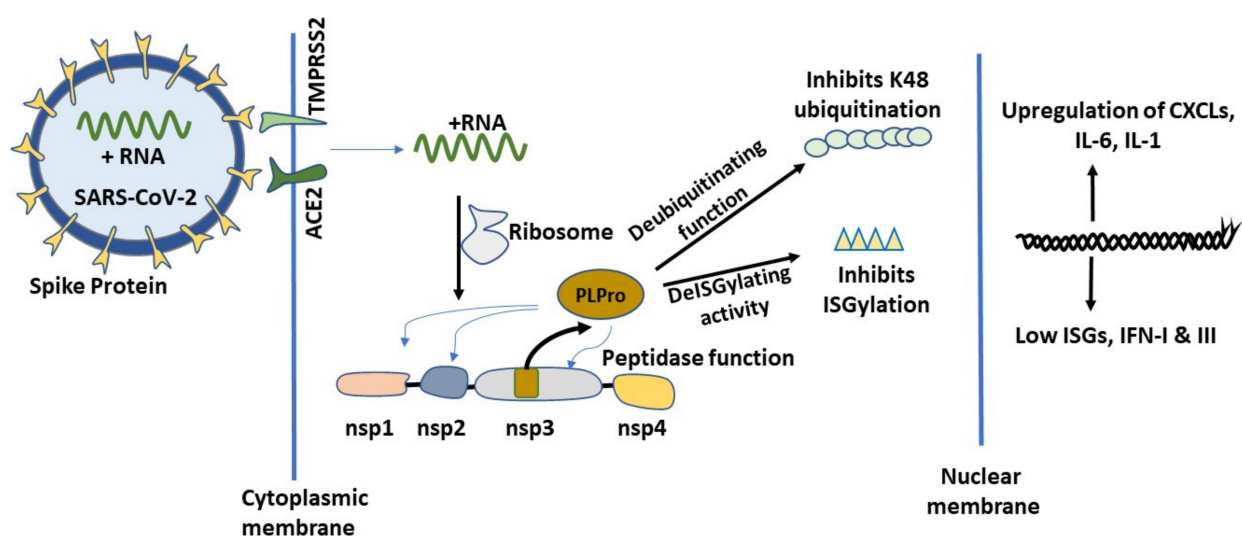 + RNA
SARS-CoV-2
Spike Protein
TMPRSS2
ACE2
Cytoplasmic
membrane
+RNA
Ribosome
PLPro
Peptidase function
nsp1
nsp2
nsp3
nsp4
Deubiquitinating
function
DeISGylating
activity
Inhibits K48
ubiquitination
Inhibits
ISGylation
Nuclear
membrane
Upregulation of CXCLs,
IL-6, IL-1
Low ISGs, IFN-I & III